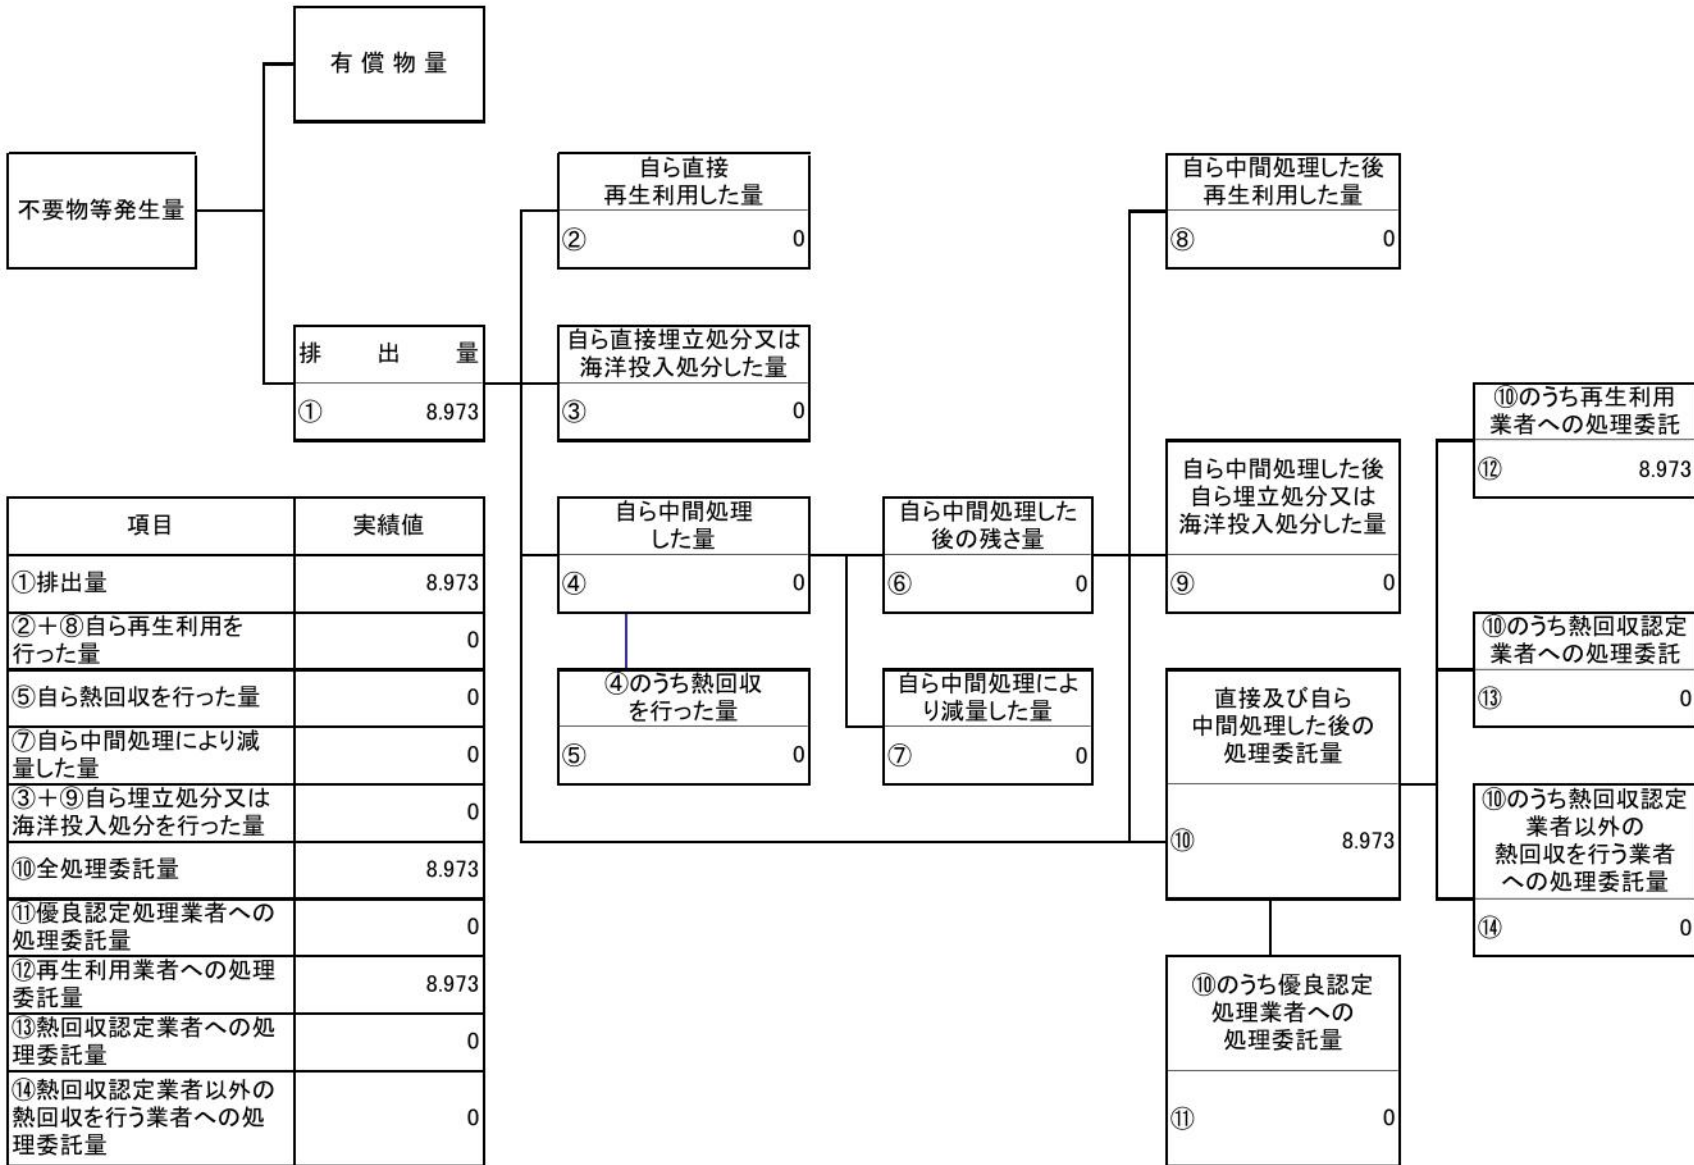 有償物量
不要物等発生量
排出量
① 8.973
自ら直接
再生利用した量
② 0
自ら直接埋立処分又は
海洋投入処分した量
③ 0
自ら中間処理
した量
④ 0
④のうち熱回収
を行った量
⑤ 0
自ら中間処理した
後の残さ量
⑥ 0
自ら中間処理によ
り減量した量
⑦ 0
自ら中間処理した後
再生利用した量
⑧ 0
自ら中間処理した後
自ら埋立処分又は
海洋投入処分した量
⑨ 0
直接及び自ら
中間処理した後の
処理委託量
⑩ 8.973
⑩のうち優良認定
処理業者への
処理委託量
⑪ 0
⑩のうち再生利用
業者への処理委託
⑫ 8.973
⑩のうち熱回収認定
業者への処理委託
⑬ 0
⑩のうち熱回収認定
業者以外の
熱回収を行う業者
への処理委託量
⑭ 0
項目 実績値
①排出量 8.973
②＋⑧自ら再生利用を
行った量 0
⑤自ら熱回収を行った量 0
⑦自ら中間処理により減
量した量 0
③＋⑨自ら埋立処分又は
海洋投入処分を行った量 0
⑩全処理委託量 8.973
⑪優良認定処理業者への
処理委託量 0
⑫再生利用業者への処理
委託量 8.973
⑬熱回収認定業者への処
理委託量 0
⑭熱回収認定業者以外の
熱回収を行う業者への処
理委託量 0